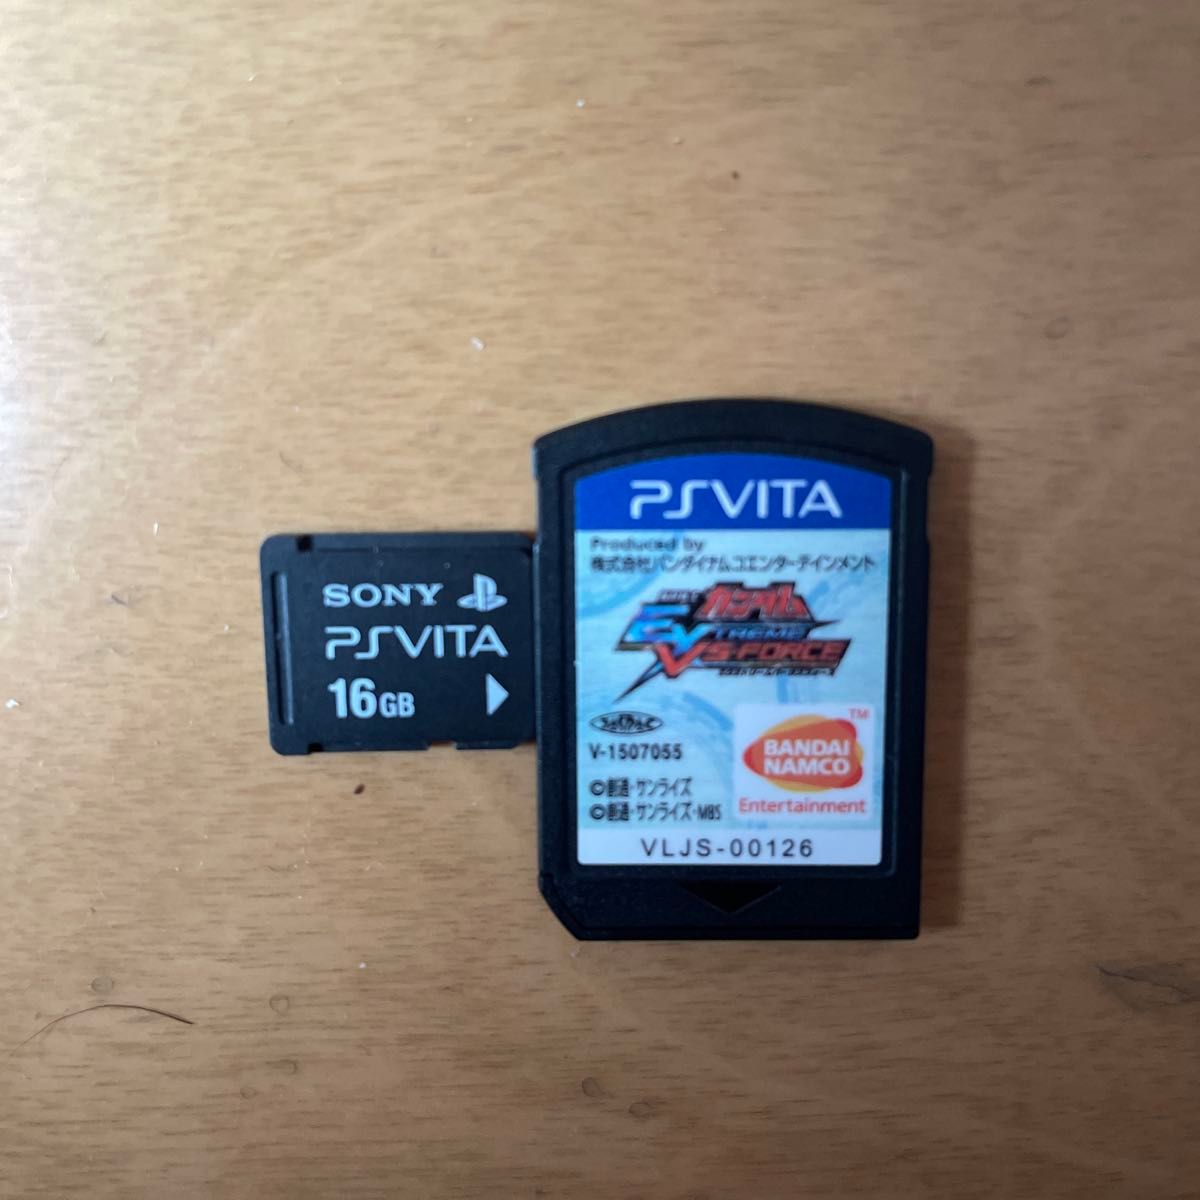 SONY
PSVITA
16GB
PSVITA
Produced by
株式会社バンダイナムコエンターテインメント
ガンダム
EXTREME
VS-FORCE
V-1507055
©創通・サンライズ
©創通・サンライズ・MBS
TM
BANDAI
NAMCO
Entertainment
VLJS-00126